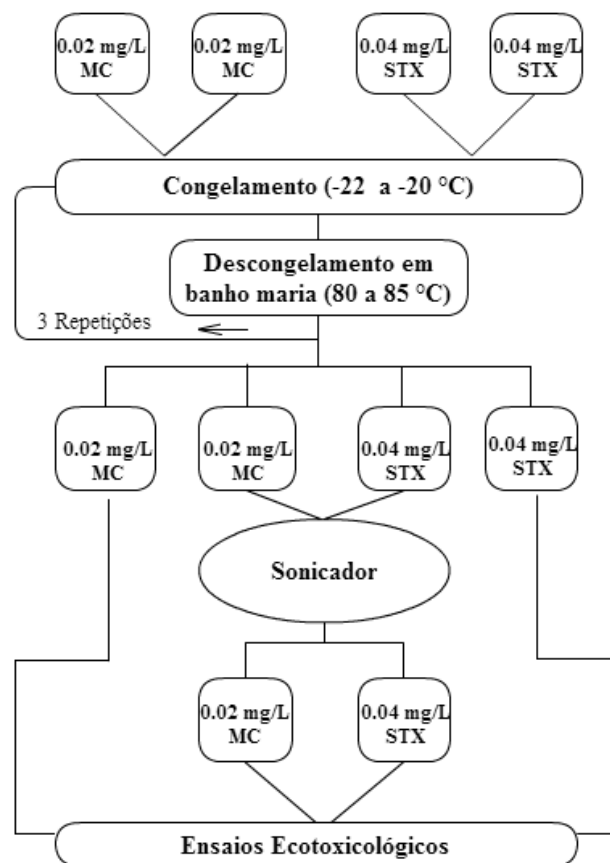 0.02 mg/L
MC
0.02 mg/L
MC
0.04 mg/L
STX
0.04 mg/L
STX
Congelamento (-22 a -20 °C)
Descongelamento em
banho maria (80 a 85 °C)
3 Repetições
0.02 mg/L
MC
0.02 mg/L
MC
0.04 mg/L
STX
0.04 mg/L
STX
Sonicador
0.02 mg/L
MC
0.04 mg/L
STX
Ensaios Ecotoxicológicos